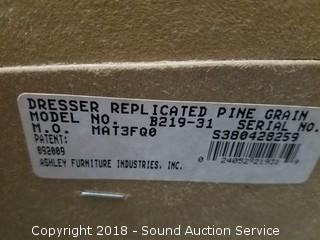 DRESSER REPLICATED PINE GRAIN
MODEL NO. B219-31 SERIAL NO.
M.O. MAT3FQ0 S380428259
PATENT:
092009
ASHLEY FURNITURE INDUSTRIES, INC.
Copyright 2018 - Sound Auction Service